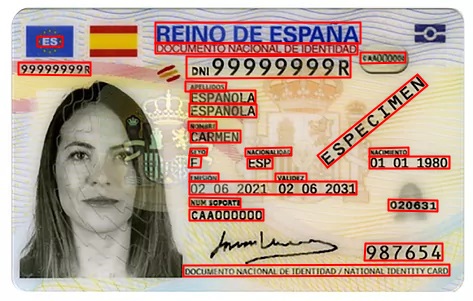 ES
REINO DE ESPAÑA
DOCUMENTO NACIONAL DE IDENTIDAD
99999999R
DNI 99999999R
CAA000000
APELLIDOS
ESPAÑOLA
ESPAÑOLA
NOMBRE
CARMEN
ESPECIMEN
SEXO NACIONALIDAD NACIMIENTO
F ESP 01 01 1980
EMISIÓN VALIDEZ
02 06 2021 02 06 2031
NUM SOPORTE
CAA000000
020631
987654
DOCUMENTO NACIONAL DE IDENTIDAD / NATIONAL IDENTITY CARD